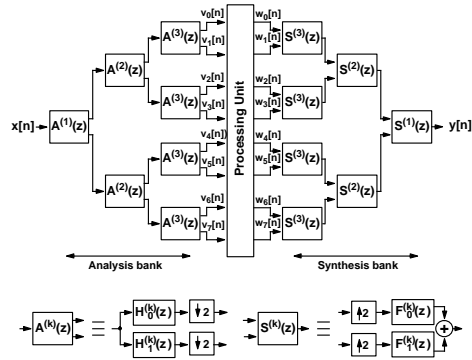 v₀[n] w₀[n]
A⁽³⁾(z) v₁[n] w₁[n] S⁽³⁾(z)
A⁽²⁾(z) S⁽²⁾(z)
v₂[n] w₂[n]
A⁽³⁾(z) v₃[n] w₃[n] S⁽³⁾(z)
x[n] A⁽¹⁾(z) Processing Unit S⁽¹⁾(z) y[n]
v₄[n]) w₄[n]
A⁽³⁾(z) v₅[n] w₅[n] S⁽³⁾(z)
A⁽²⁾(z) S⁽²⁾(z)
v₆[n] w₆[n]
A⁽³⁾(z) v₇[n] w₇[n] S⁽³⁾(z)
Analysis bank Synthesis bank
A⁽ᵏ⁾(z) H₀⁽ᵏ⁾(z) ↓2 S⁽ᵏ⁾(z) ↑2 F₀⁽ᵏ⁾(z) +
H₁⁽ᵏ⁾(z) ↓2 ↑2 F₁⁽ᵏ⁾(z)